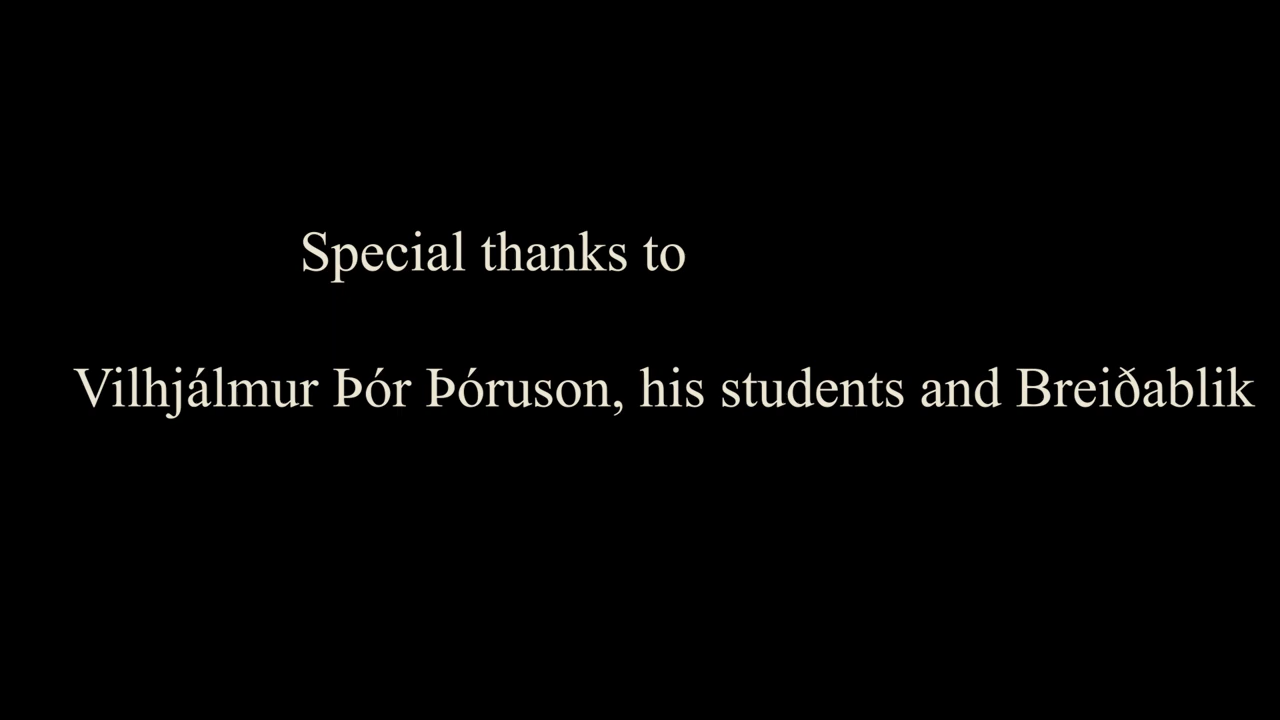 Special thanks to
Vilhjálmur Þór Þóruson, his students and Breiðablik